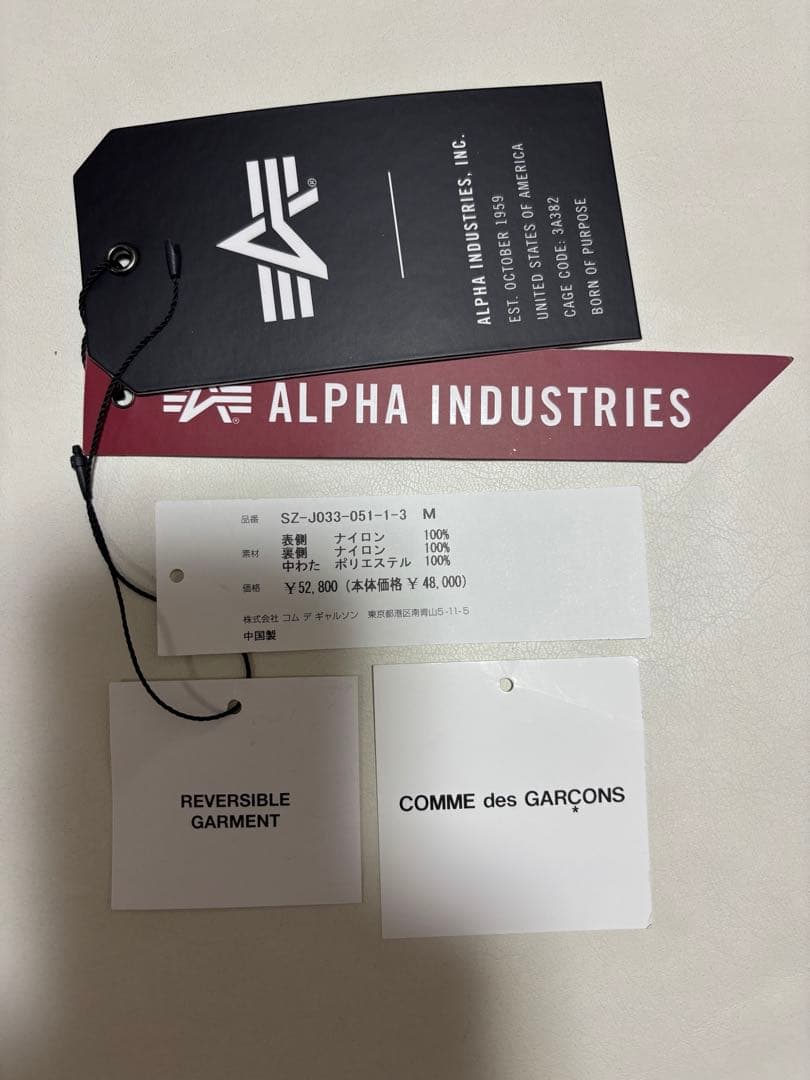 ALPHA INDUSTRIES, INC.
EST. OCTOBER 1959
UNITED STATES OF AMERICA
CAGE CODE: 3A382
BORN OF PURPOSE
ALPHA INDUSTRIES
品番 SZ-J033-051-1-3 M
表側 ナイロン 100%
素材 裏側 ナイロン 100%
中わた ポリエステル 100%
価格 ¥52,800 (本体価格 ¥ 48,000)
株式会社 コム デ ギャルソン 東京都港区南青山5-11-5
中国製
REVERSIBLE
GARMENT
COMME des GARÇONS
*